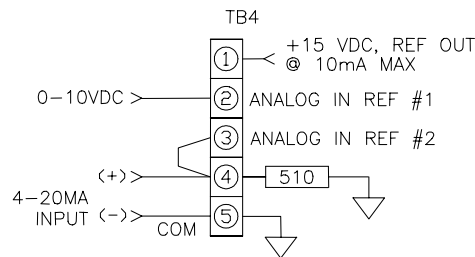 TB4
1
+15 VDC, REF OUT
@ 10mA MAX
0-10VDC
2
ANALOG IN REF #1
3
ANALOG IN REF #2
(+)
4
510
4-20MA
INPUT (-)
COM
5